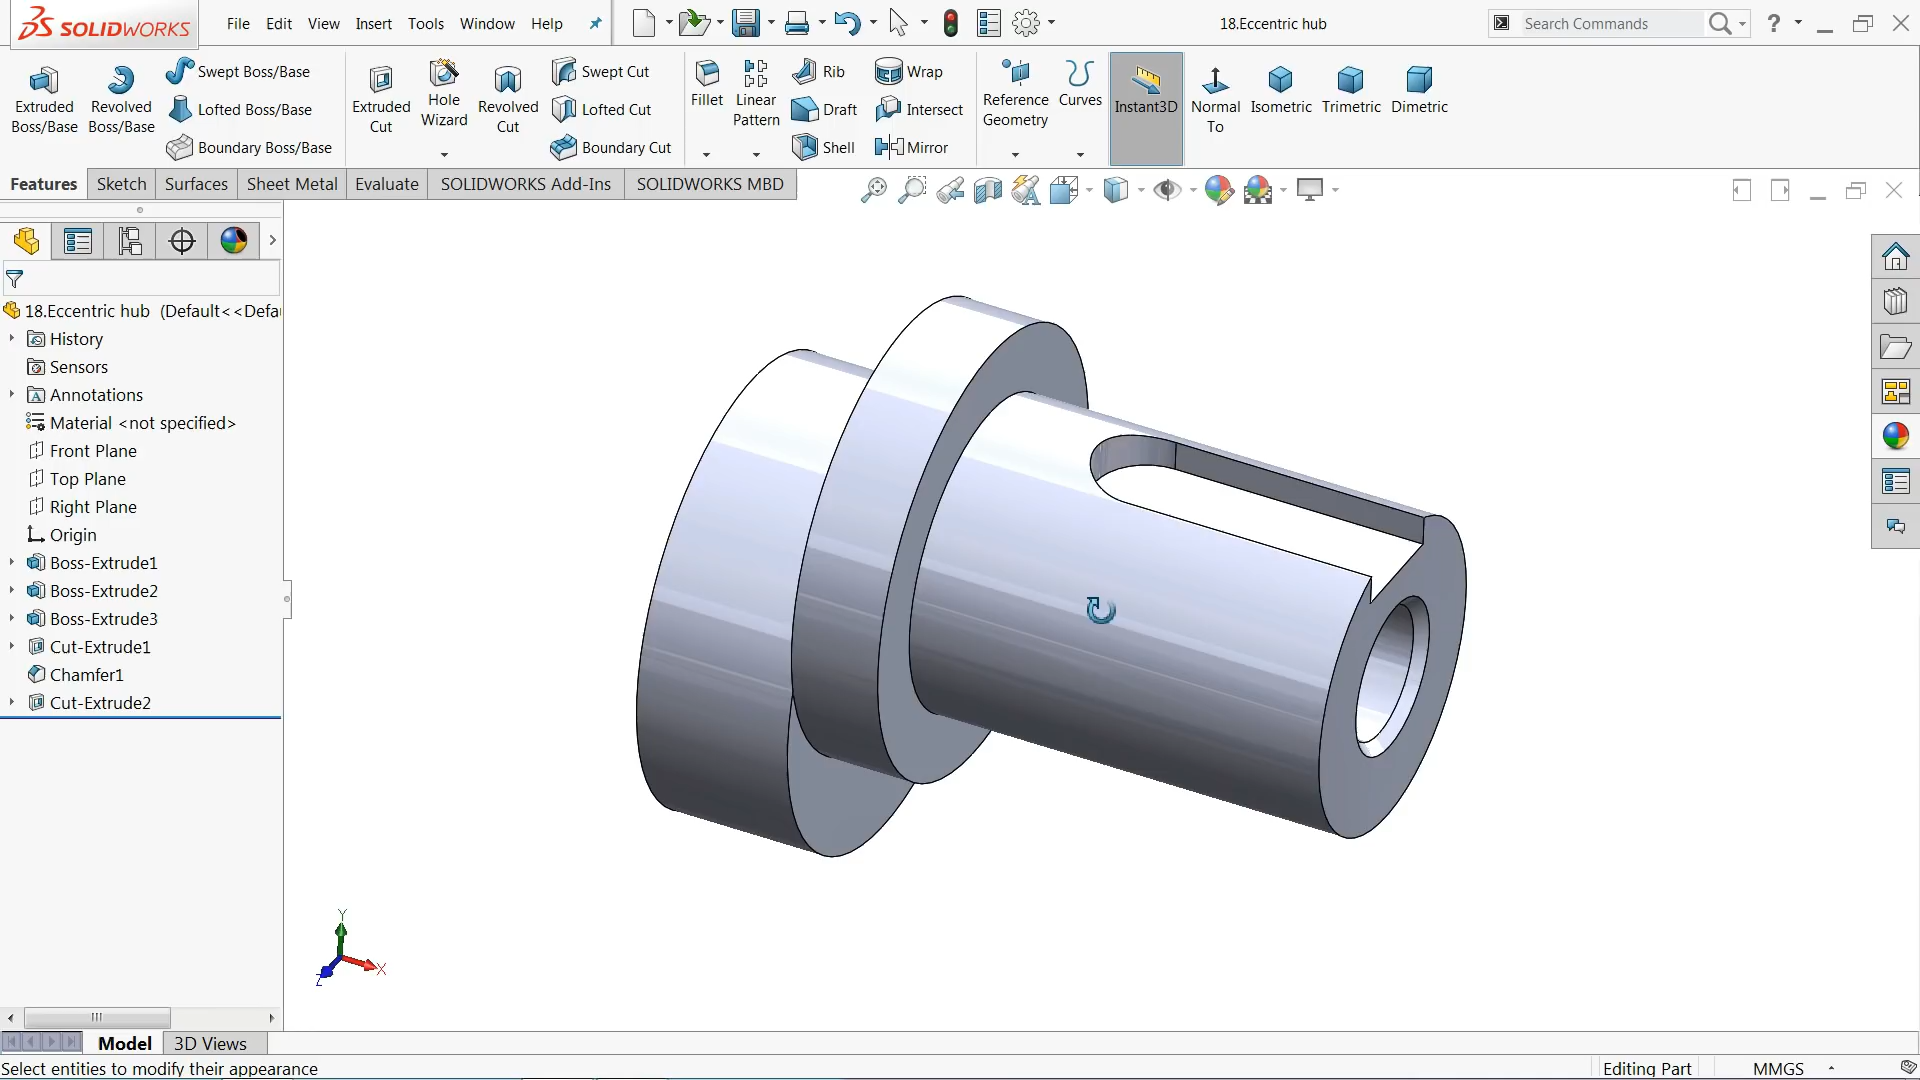 SOLIDWORKS File Edit View Insert Tools Window Help 18.Eccentric hub Search Commands ?
Extruded Boss/Base
Revolved Boss/Base
Swept Boss/Base
Lofted Boss/Base
Boundary Boss/Base
Extruded Cut
Hole Wizard
Revolved Cut
Swept Cut
Lofted Cut
Boundary Cut
Fillet
Linear Pattern
Rib
Draft
Shell
Wrap
Intersect
Mirror
Reference Geometry
Curves
Instant3D
Normal To
Isometric
Trimetric
Dimetric
Features Sketch Surfaces Sheet Metal Evaluate SOLIDWORKS Add-Ins SOLIDWORKS MBD
18.Eccentric hub (Default<<Defau
History
Sensors
Annotations
Material <not specified>
Front Plane
Top Plane
Right Plane
Origin
Boss-Extrude1
Boss-Extrude2
Boss-Extrude3
Cut-Extrude1
Chamfer1
Cut-Extrude2
Y
X
Z
Model 3D Views
Select entities to modify their appearance Editing Part MMGS